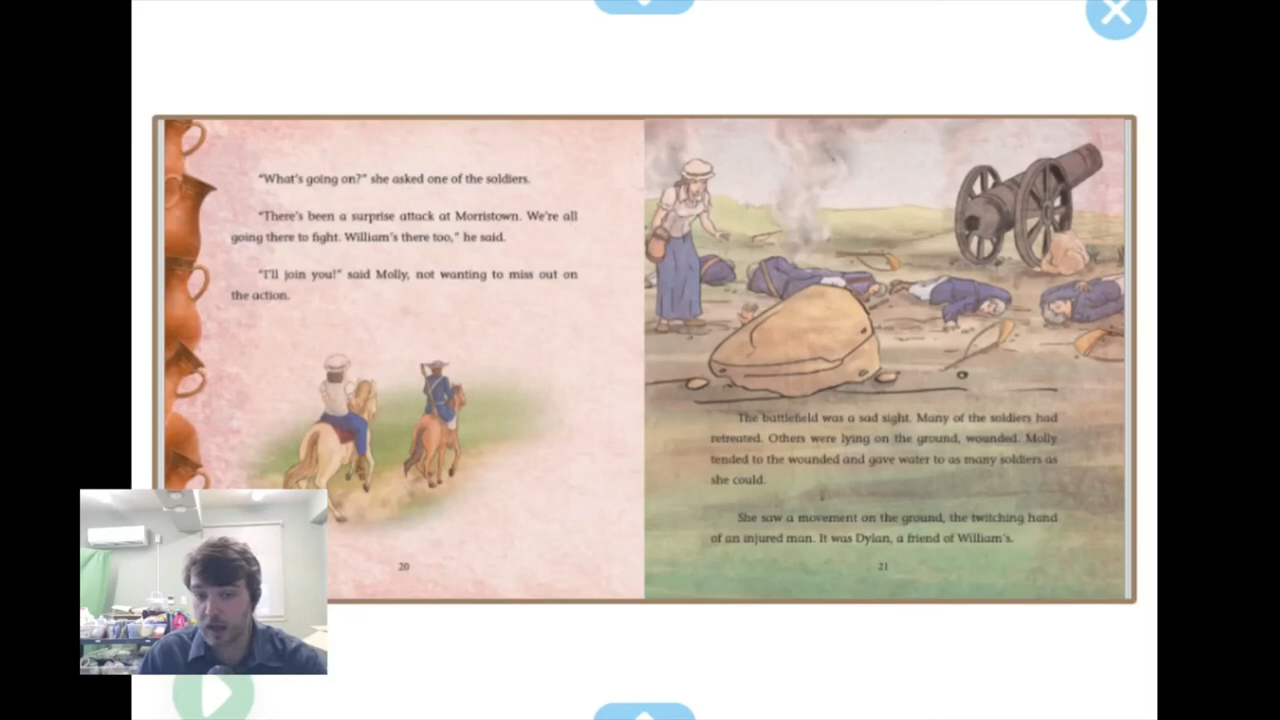 “What’s going on?” she asked one of the soldiers.
“There’s been a surprise attack at Morristown. We’re all
going there to fight. William’s there too,” he said.
“I’ll join you!” said Molly, not wanting to miss out on
the action.
20
The battlefield was a sad sight. Many of the soldiers had
retreated. Others were lying on the ground, wounded. Molly
tended to the wounded and gave water to as many soldiers as
she could.
She saw a movement on the ground, the twitching hand
of an injured man. It was Dylan, a friend of William’s.
21